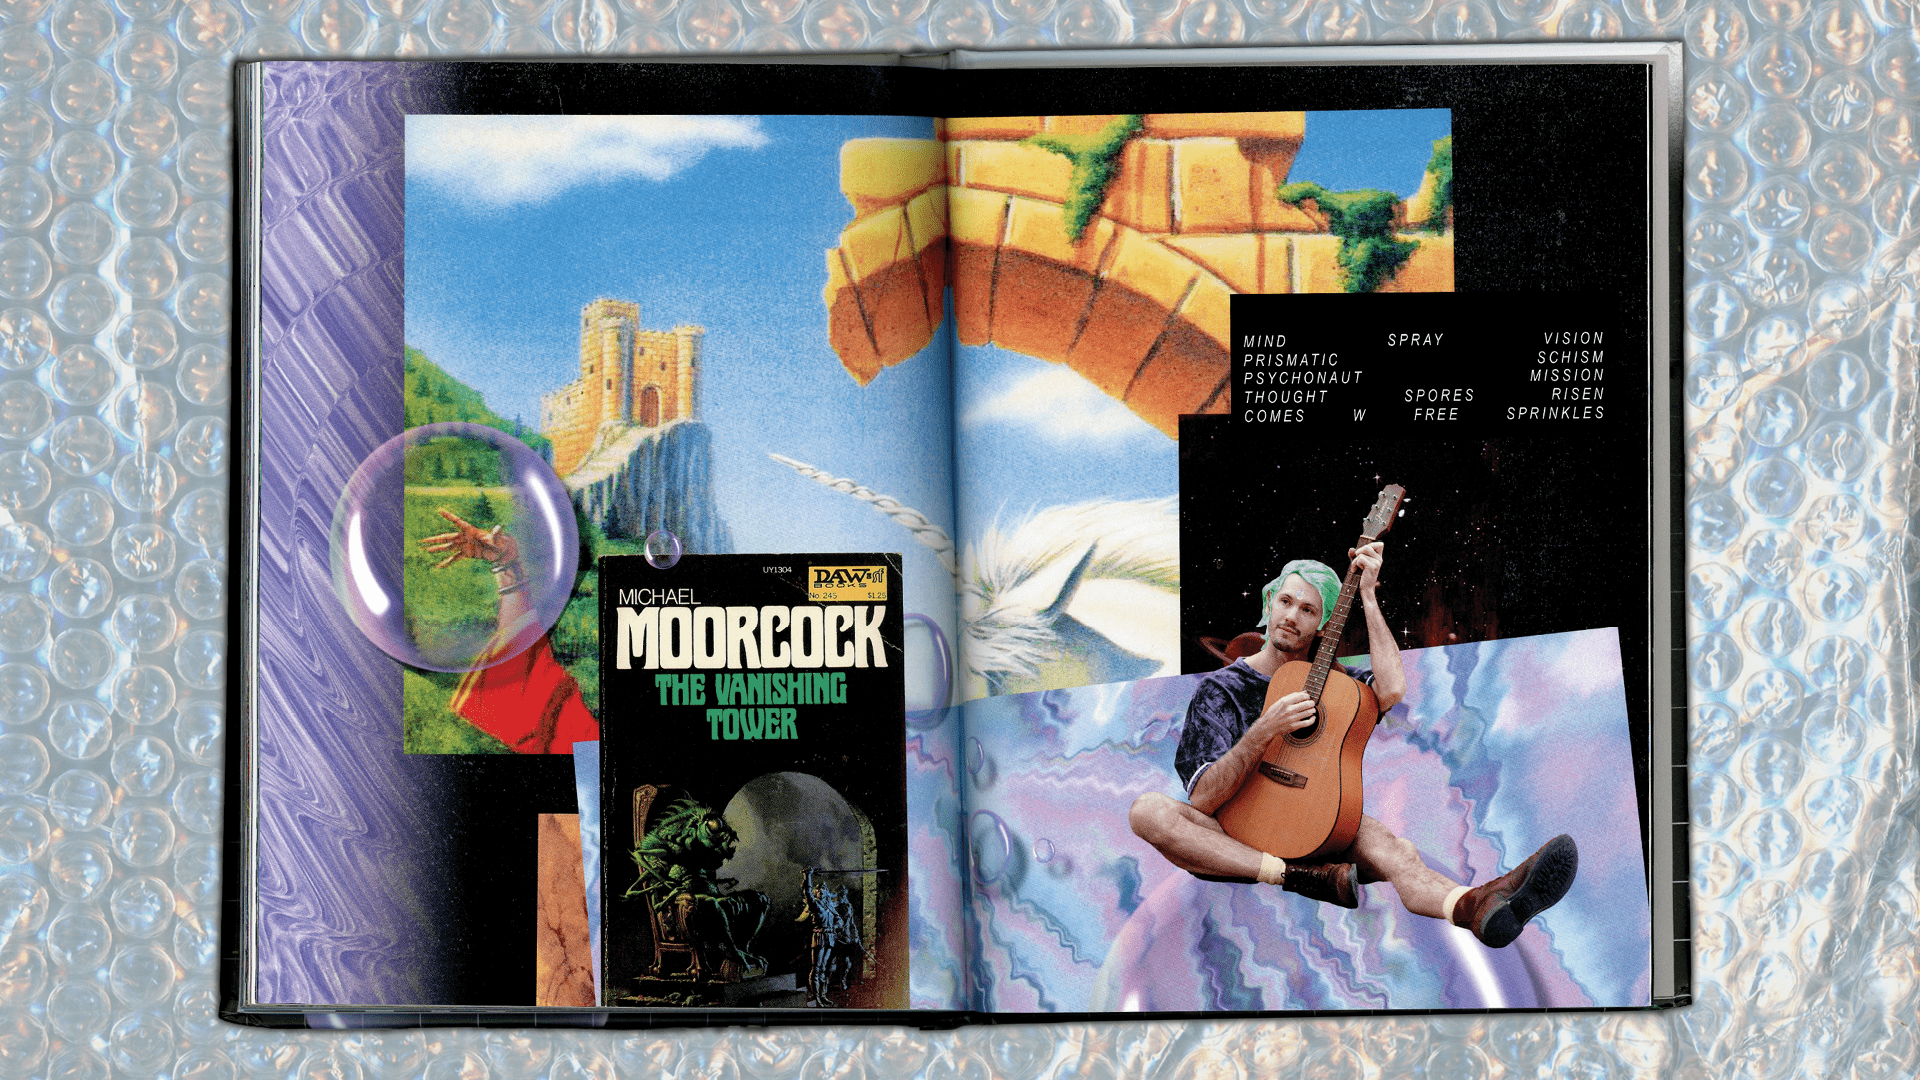 UY1304
DAW=sf
BOOKS
No. 245 $1.25
MICHAEL
MOORCOCK
THE VANISHING
TOWER
MIND SPRAY VISION
PRISMATIC SCHISM
PSYCHONAUT MISSION
THOUGHT SPORES RISEN
COMES W FREE SPRINKLES